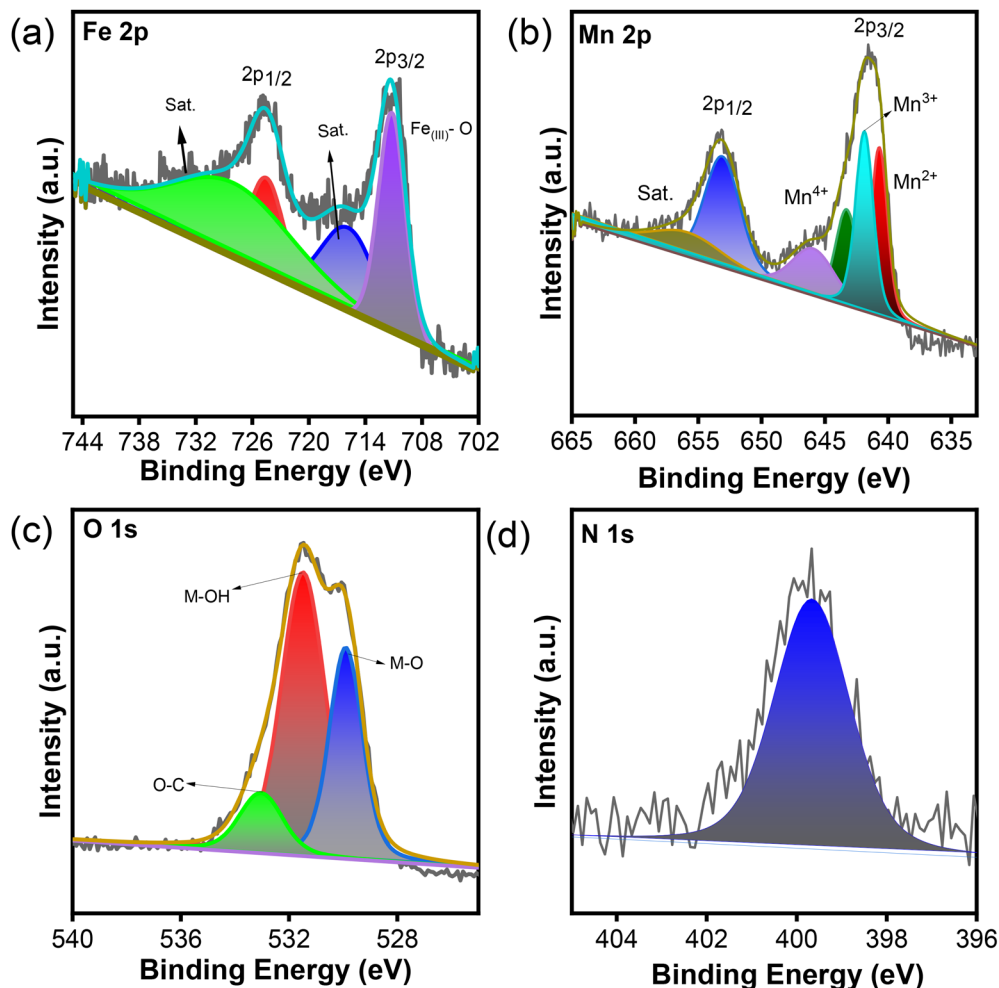 (a)
Fe 2p
2p3/2
2p1/2
Sat.
Sat.
Fe(III)- O
Intensity (a.u.)
744 738 732 726 720 714 708 702
Binding Energy (eV)
(b)
Mn 2p
2p3/2
2p1/2
Mn3+
Mn2+
Mn4+
Sat.
Intensity (a.u.)
665 660 655 650 645 640 635
Binding Energy (eV)
(c)
O 1s
M-OH
M-O
O-C
Intensity (a.u.)
540 536 532 528
Binding Energy (eV)
(d)
N 1s
Intensity (a.u.)
404 402 400 398 396
Binding Energy (eV)